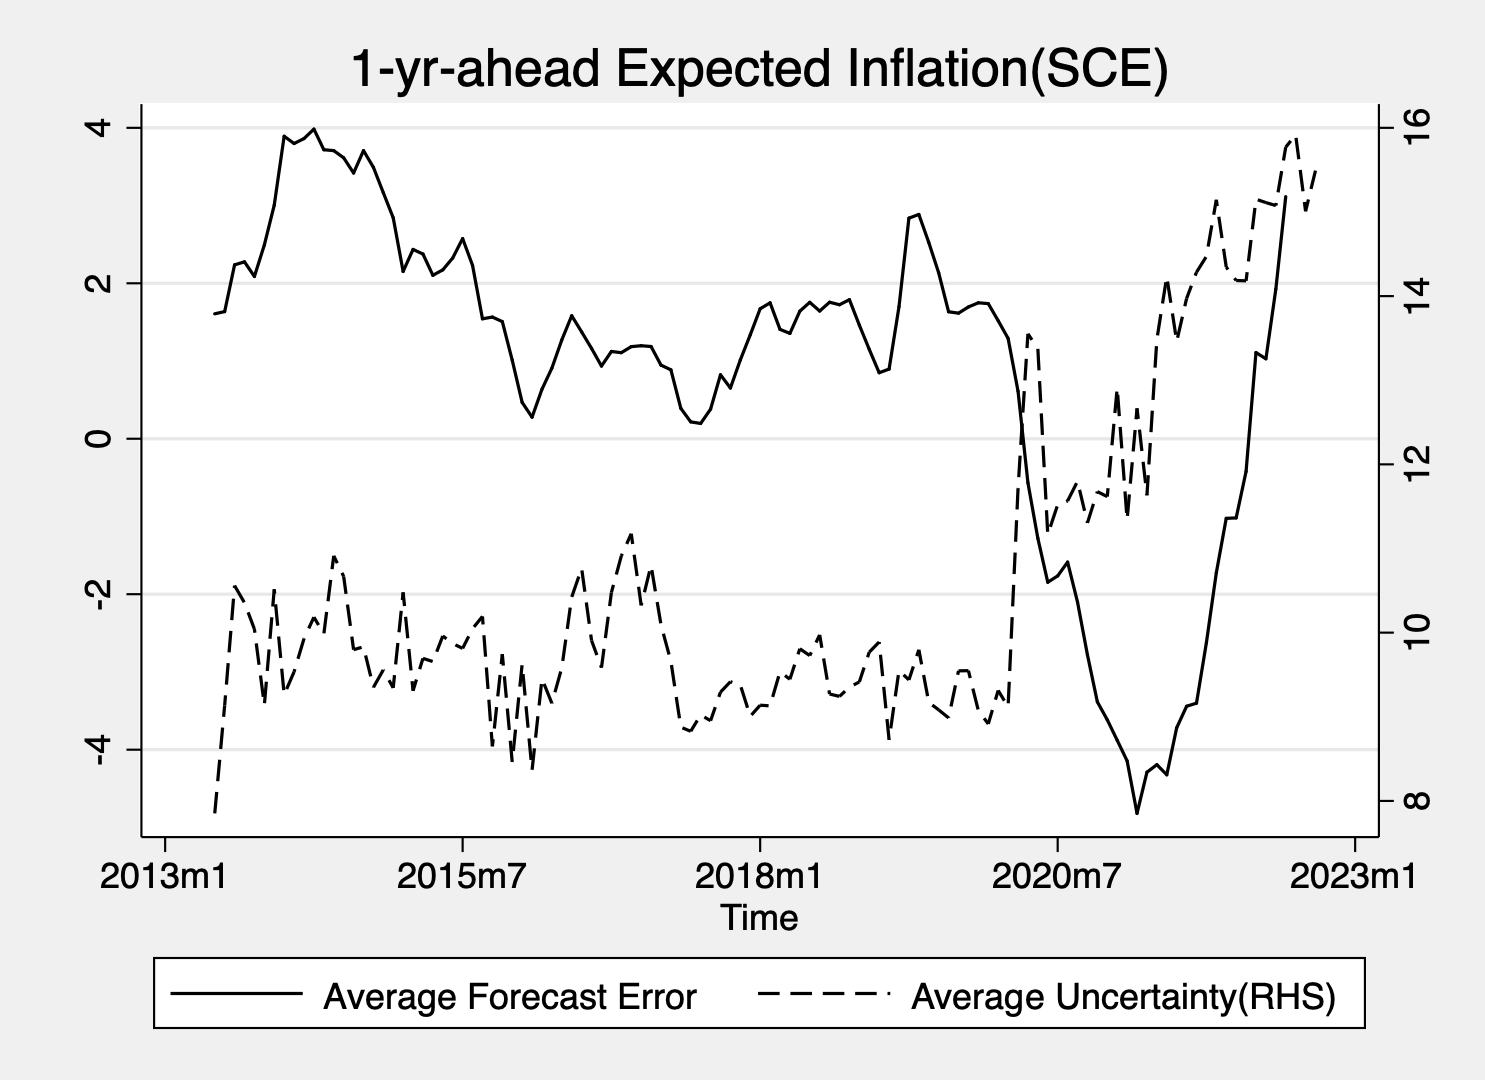 1-yr-ahead Expected Inflation(SCE)
4
2
0
-2
-4
16
14
12
10
8
2013m1 2015m7 2018m1 2020m7 2023m1
Time
Average Forecast Error Average Uncertainty(RHS)